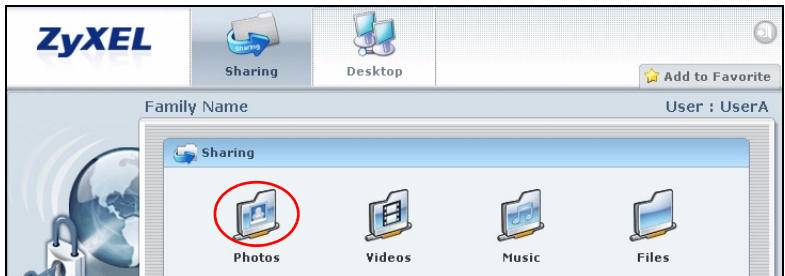 ZyXEL
Sharing
Sharing Desktop
Add to Favorite
Family Name User : UserA
Sharing
Photos Videos Music Files